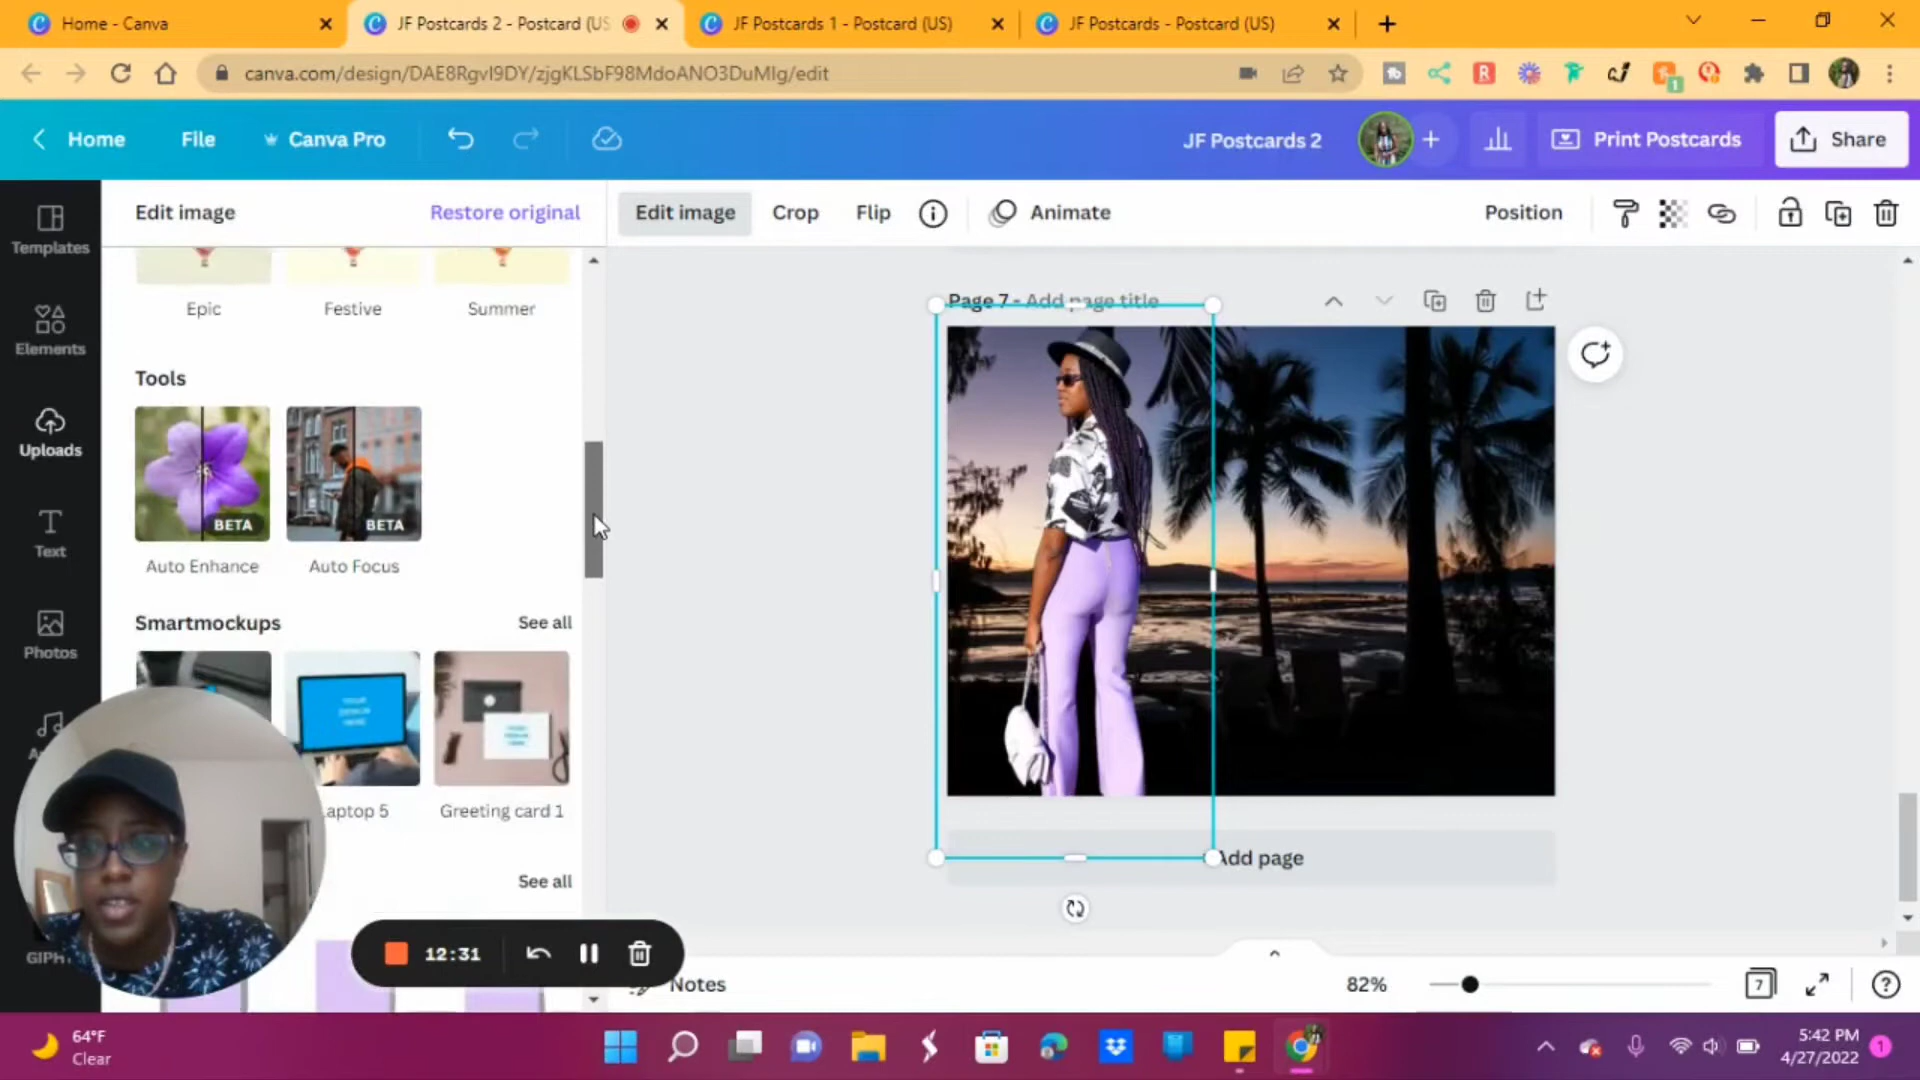 Home - Canva
JF Postcards 2 - Postcard (US
JF Postcards 1 - Postcard (US)
JF Postcards - Postcard (US)
canva.com/design/DAE8RgvI9DY/zjgKLSbF98MdoANO3DuMIg/edit
Home
File
Canva Pro
JF Postcards 2
Print Postcards
Share
Templates
Elements
Uploads
Text
Photos
GIPH
Edit image
Restore original
Edit image
Crop
Flip
Animate
Position
Epic
Festive
Summer
Tools
BETA
BETA
Auto Enhance
Auto Focus
Smartmockups
See all
aptop 5
Greeting card 1
See all
Page 7 - Add page title
Add page
12:31
Notes
82%
7
64°F
Clear
5:42 PM
4/27/2022
1